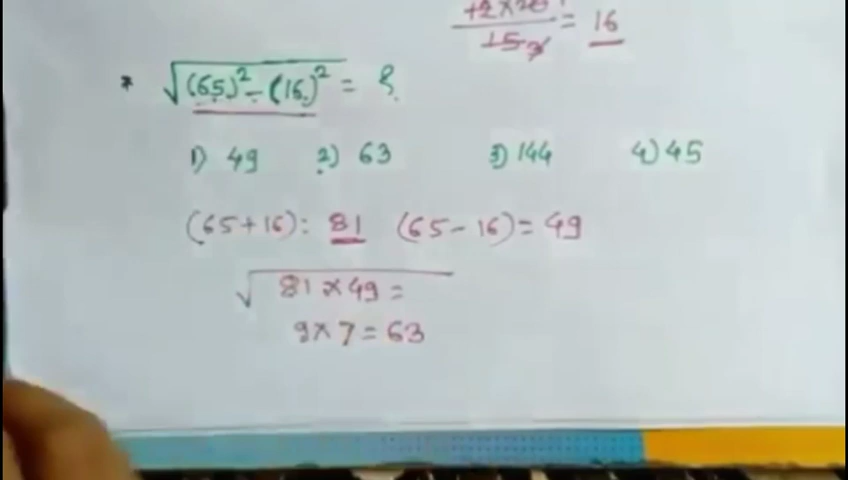 = 16
15
* √(65)² - (16)² = ?
1) 49 2) 63 3) 144 4) 45
(65+16): 81 (65-16) = 49
√81×49 =
9×7=63